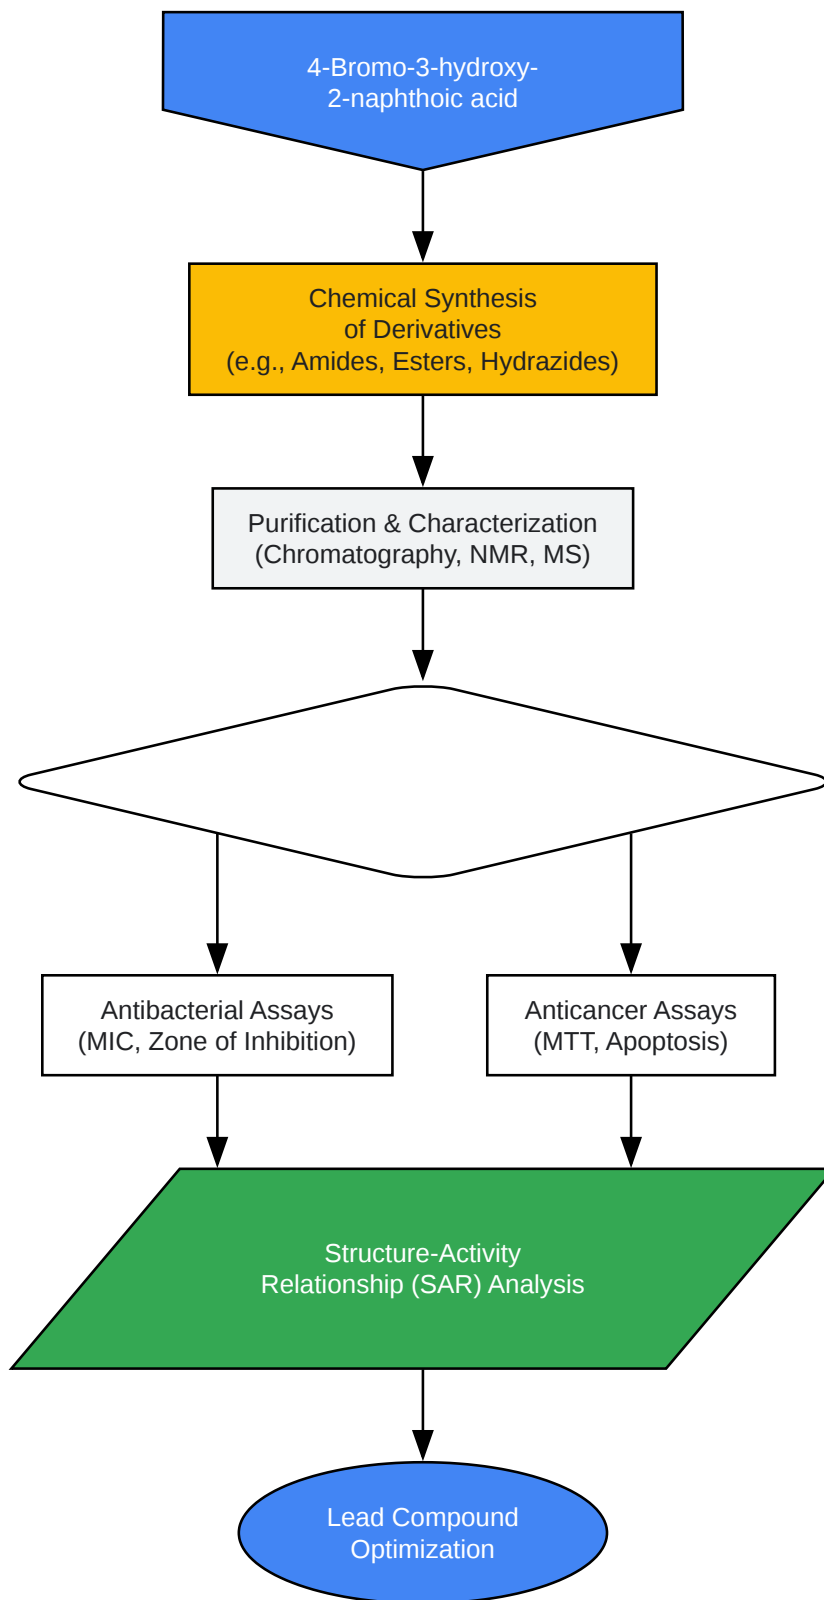 4-Bromo-3-hydroxy-
2-naphthoic acid
Chemical Synthesis
of Derivatives
(e.g., Amides, Esters, Hydrazides)
Purification & Characterization
(Chromatography, NMR, MS)
Antibacterial Assays
(MIC, Zone of Inhibition)
Anticancer Assays
(MTT, Apoptosis)
Structure-Activity
Relationship (SAR) Analysis
Lead Compound
Optimization